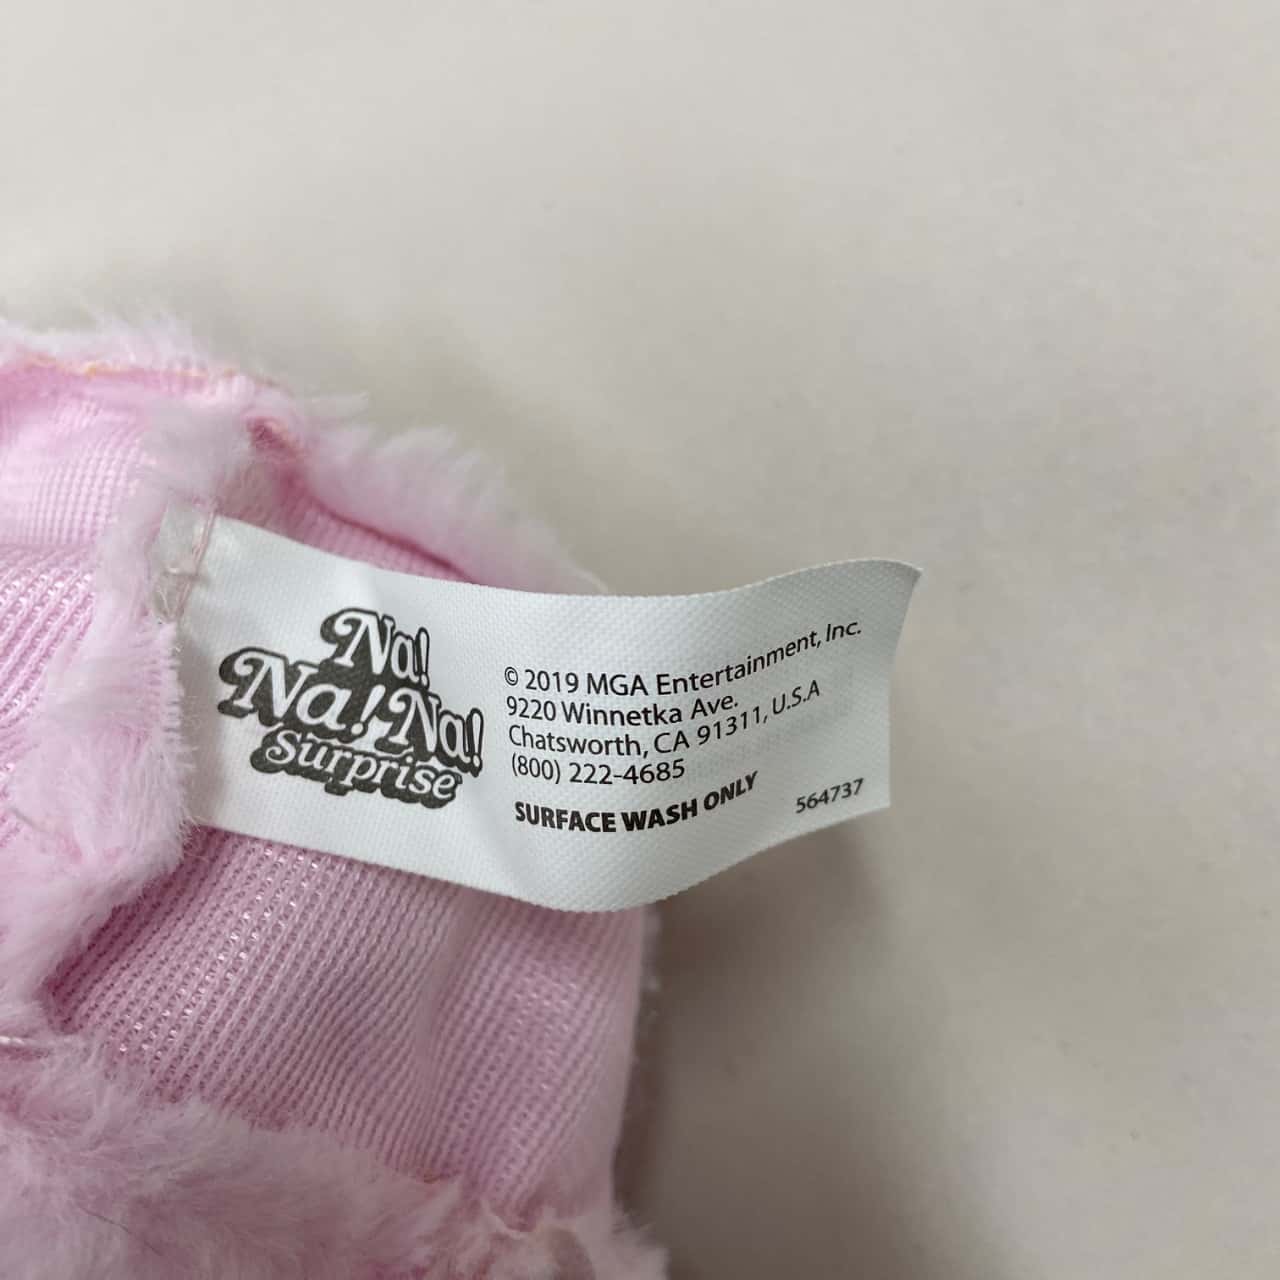 Na!
Na! Na!
Surprise
© 2019 MGA Entertainment, Inc.
9220 Winnetka Ave.
Chatsworth, CA 91311, U.S.A
(800) 222-4685
SURFACE WASH ONLY
564737